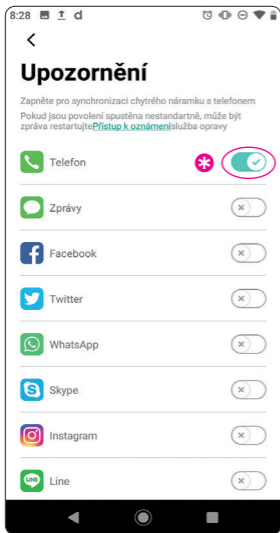 8:28
Upozornění
Zapněte pro synchronizaci chytrého náramku s telefonem
Pokud jsou povolení spuštěna nestandartně, může být
zpráva restartujtePřístup k oznámeníslužba opravy
Telefon
Zprávy
Facebook
Twitter
WhatsApp
Skype
Instagram
LINE Line